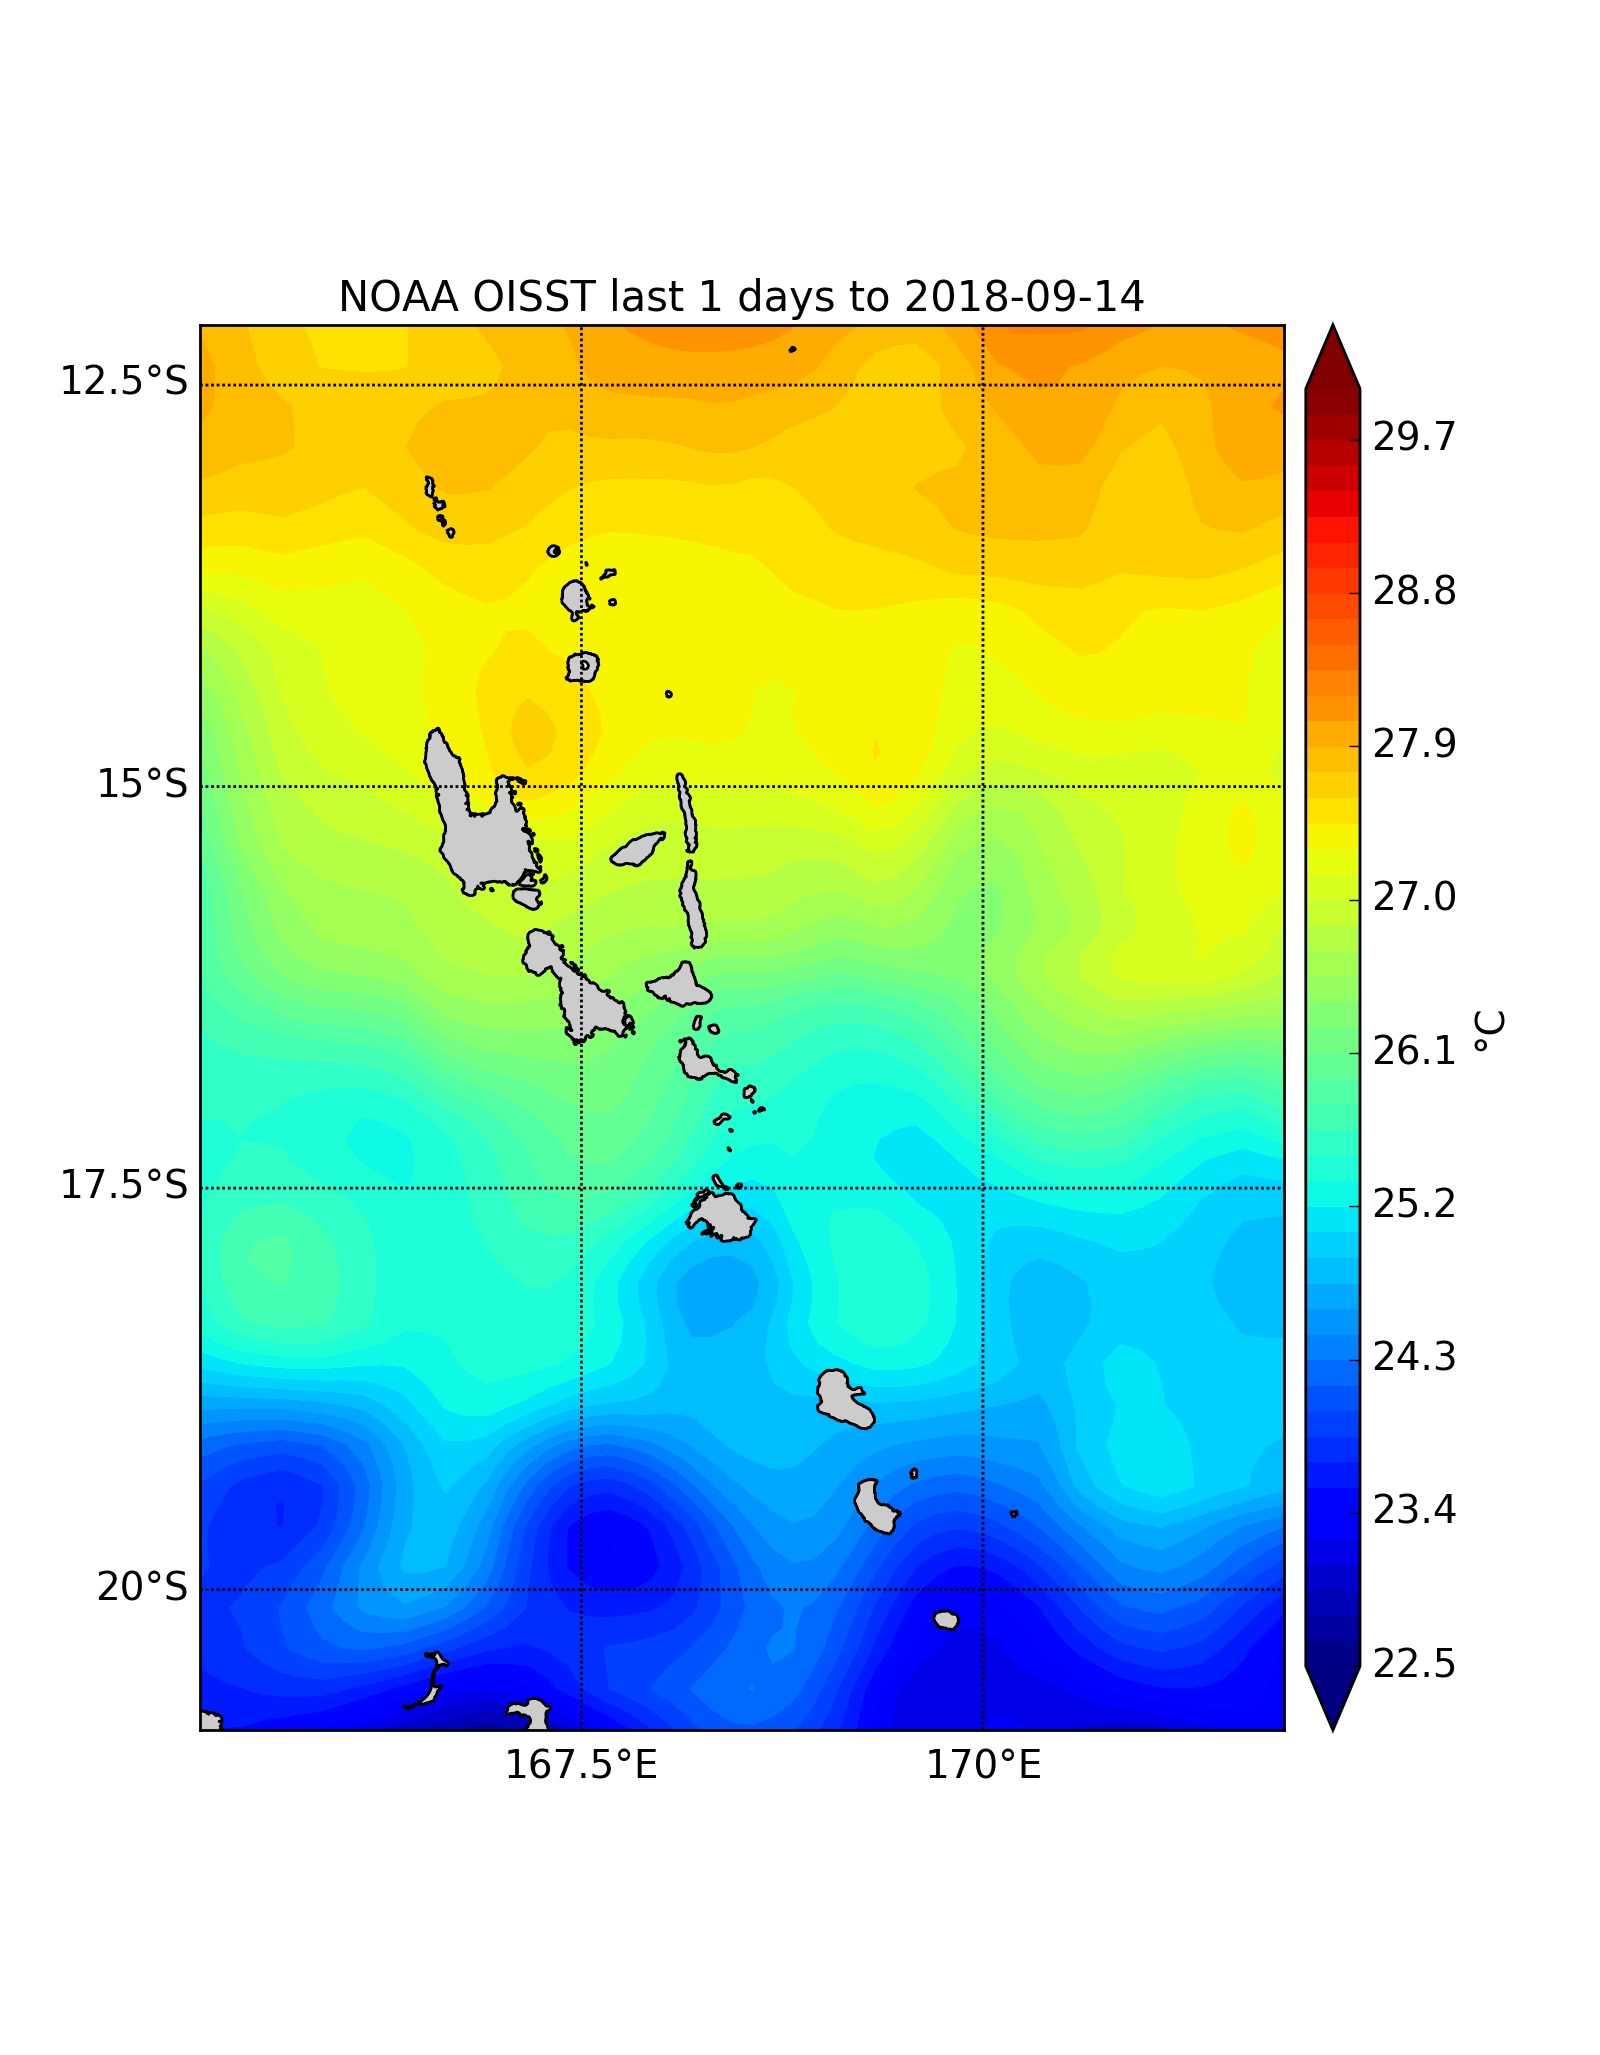 NOAA OISST last 1 days to 2018-09-14
12.5°S
15°S
17.5°S
20°S
167.5°E
170°E
29.7
28.8
27.9
27.0
26.1
25.2
24.3
23.4
22.5
°C